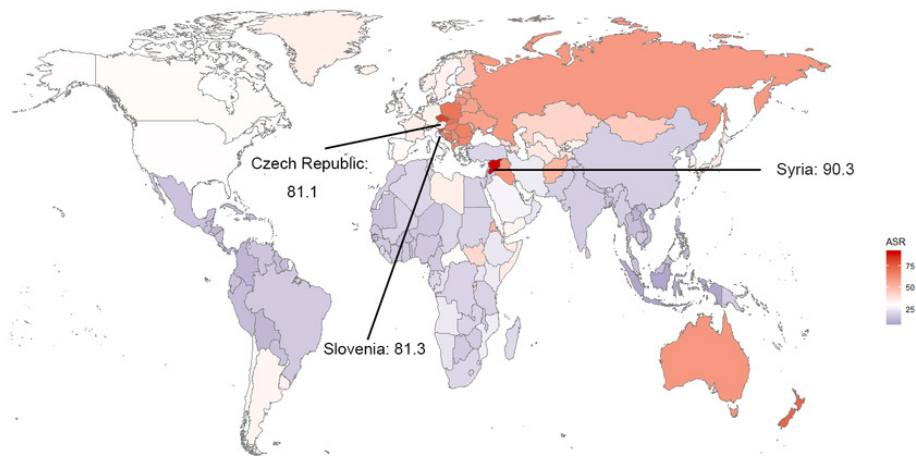 Czech Republic:
81.1
Syria: 90.3
Slovenia: 81.3
ASR
75
50
25